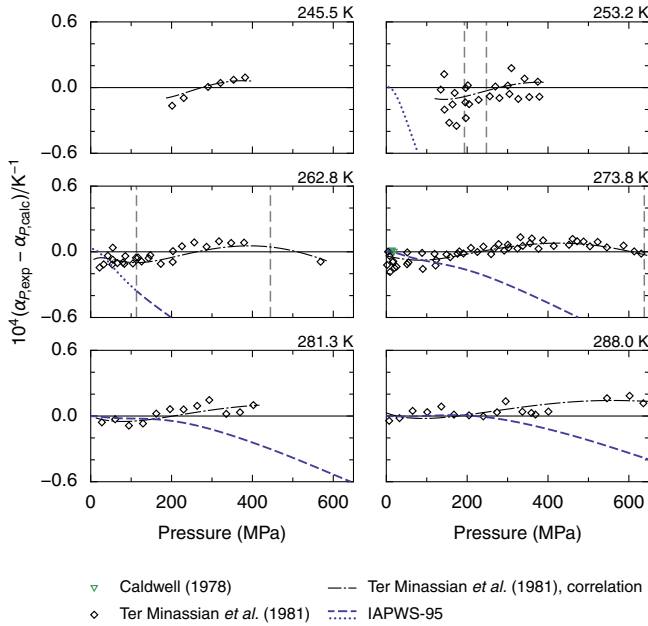 245.5 K 253.2 K
0.6
0.0
−0.6
262.8 K 273.8 K
0.6
0.0
−0.6
281.3 K 288.0 K
0.6
0.0
−0.6
0 200 400 600 0 200 400 600
10⁴(α_P,exp − α_P,calc)/K⁻¹
Pressure (MPa) Pressure (MPa)
Caldwell (1978) Ter Minassian et al. (1981), correlation
Ter Minassian et al. (1981) IAPWS-95